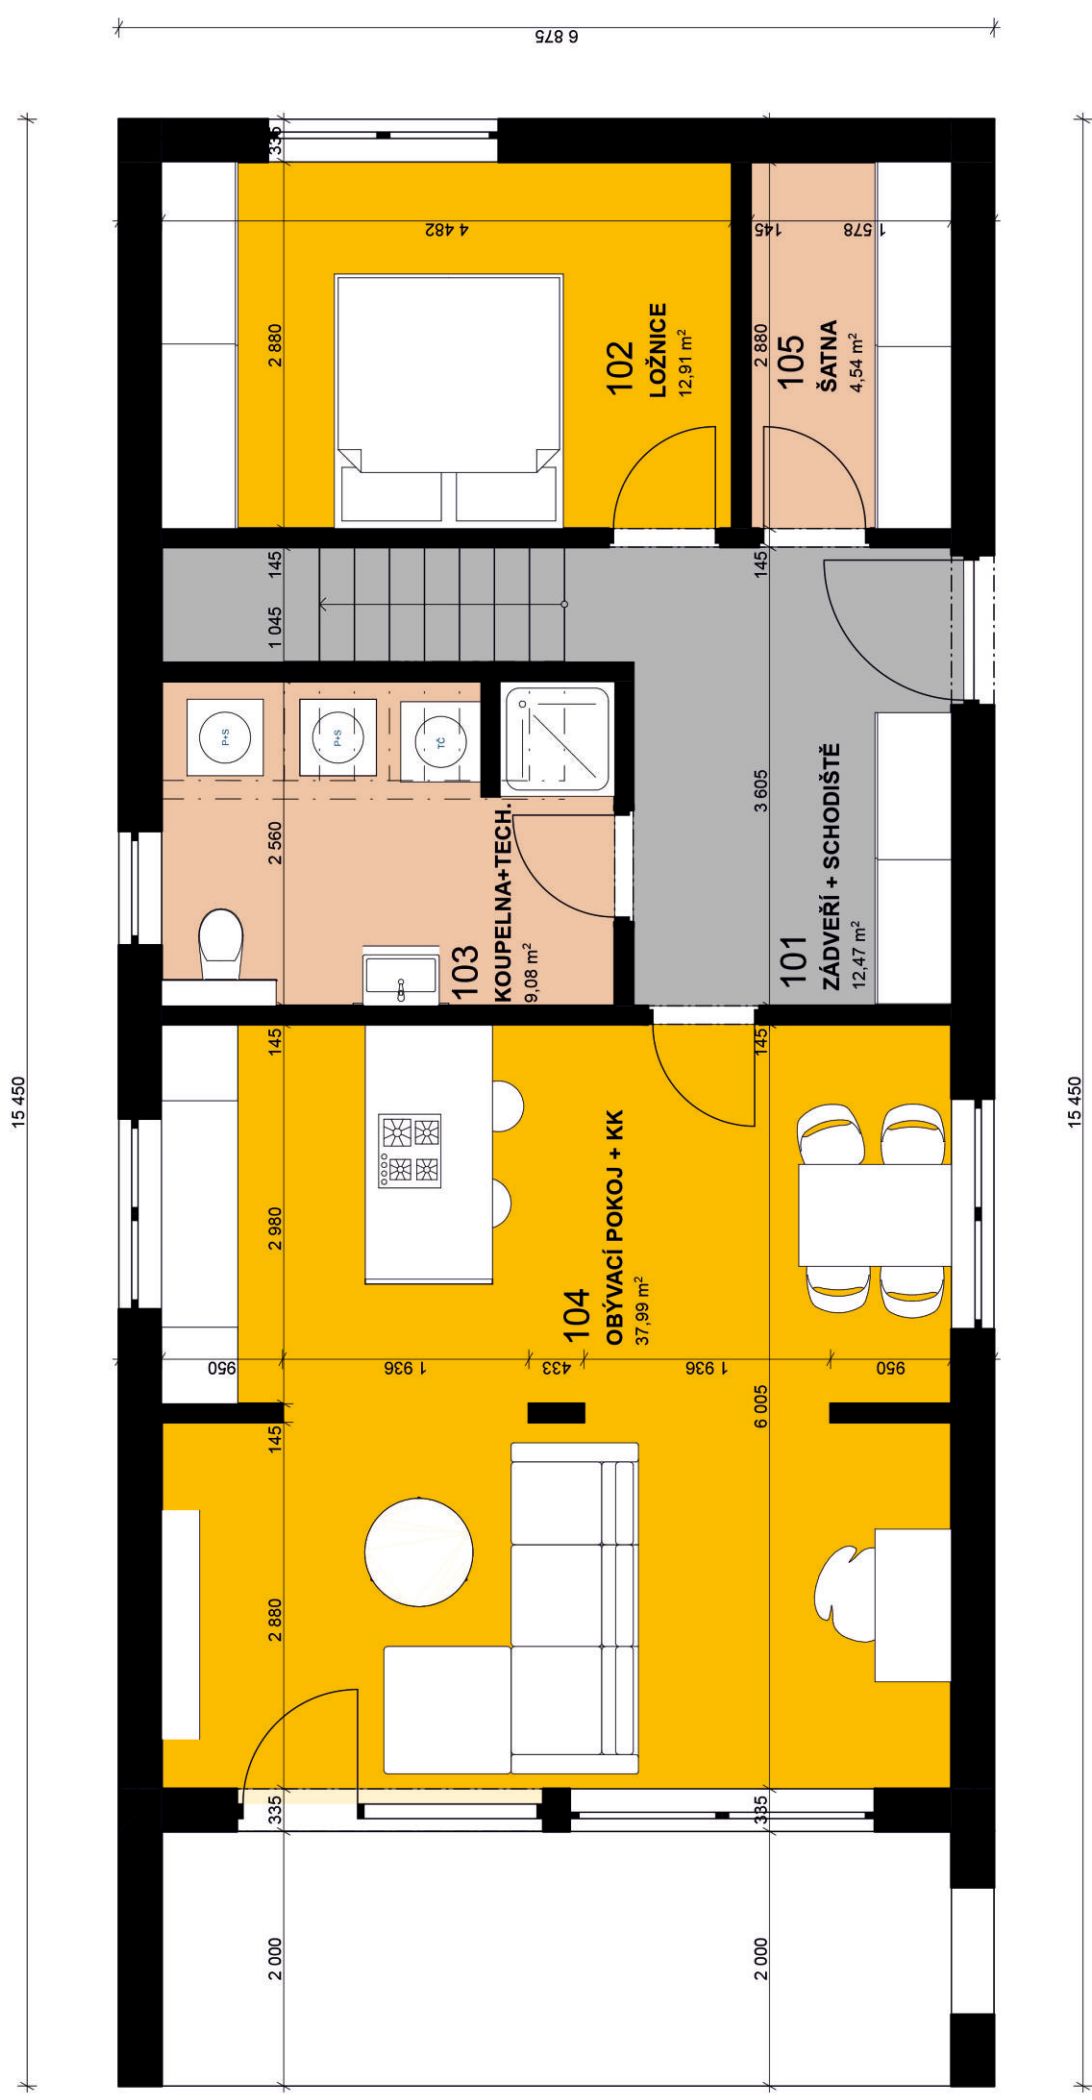 6 875
15 450
15 450
335
4 482
145
1 578
2 880
2 880
102
LOŽNICE
12,91 m²
105
ŠATNA
4,54 m²
145
145
1 045
P+S
P+S
TČ
2 560
3 605
103
KOUPELNA+TECH.
9,08 m²
101
ZÁDVEŘÍ + SCHODIŠTĚ
12,47 m²
145
145
2 980
104
OBÝVACÍ POKOJ + KK
37,99 m²
950
1 936
433
1 936
950
145
6 005
2 880
335
335
2 000
2 000